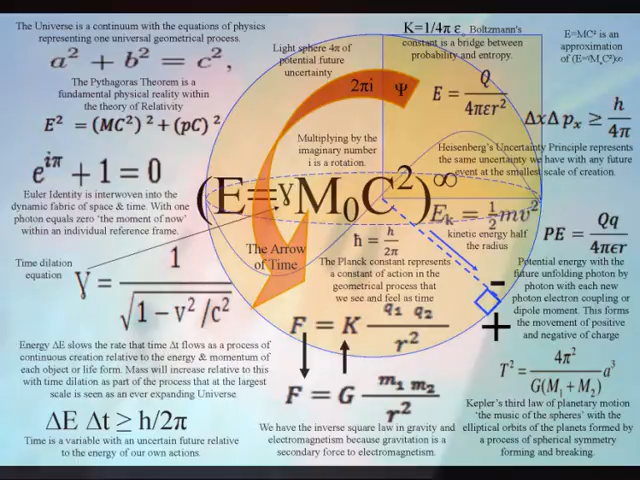 The Universe is a continuum with the equations of physics
representing one universal geometrical process.
a² + b² = c²,
The Pythagoras Theorem is a
fundamental physical reality within
the theory of Relativity
E² = (MC²)² + (pC)²
e^{iπ} + 1 = 0
Euler Identity is interwoven into the
dynamic fabric of space & time. With one
photon equals zero 'the moment of now'
within an individual reference frame.
Time dilation
equation
γ = 1 / √(1 − v²/c²)
Energy ΔE slows the rate that time Δt flows as a process of
continuous creation relative to the energy & momentum of
each object or life form. Mass will increase relative to this
with time dilation as part of the process that at the largest
scale is seen as an ever expanding Universe.
ΔE Δt ≥ h/2π
Time is a variable with an uncertain future relative
to the energy of our own actions.
Light sphere 4π of
potential future
uncertainty
2πi Ψ
Multiplying by the
imaginary number
i is a rotation.
(E=γM₀C²)^∞
The Arrow
of Time
ħ = h / 2π
The Planck constant represents
a constant of action in the
geometrical process that
we see and feel as time
F = K q₁ q₂ / r²
F = G m₁ m₂ / r²
We have the inverse square law in gravity and
electromagnetism because gravitation is a
secondary force to electromagnetism.
K=1/4π ε₀ Boltzmann's
constant is a bridge between
probability and entropy.
E = Q / 4πεr²
E=MC² is an
approximation
of (E=γM₀C²)∞
Δx Δpₓ ≥ h / 4π
Heisenberg's Uncertainty Principle represents
the same uncertainty we have with any future
event at the smallest scale of creation.
Eₖ = ½mv²
kinetic energy half
the radius
PE = Qq / 4πεr
Potential energy with the
future unfolding photon by
photon with each new
photon electron coupling or
dipole moment. This forms
the movement of positive
and negative of charge
-
+
T² = 4π² / G(M₁ + M₂) a³
Kepler's third law of planetary motion
'the music of the spheres' with the
elliptical orbits of the planets formed by
a process of spherical symmetry
forming and breaking.